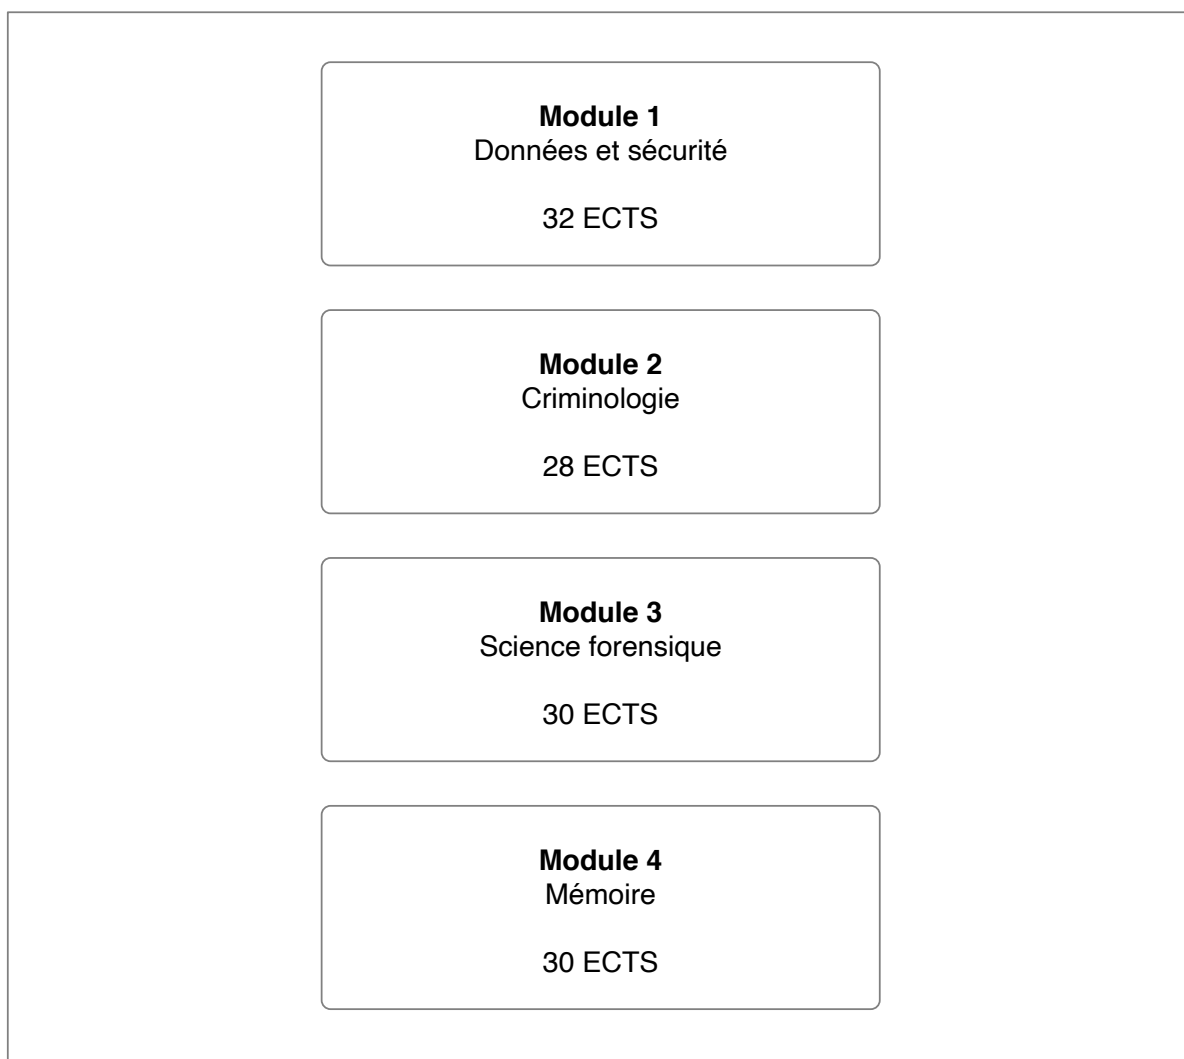 Module 1
Données et sécurité
32 ECTS
Module 2
Criminologie
28 ECTS
Module 3
Science forensique
30 ECTS
Module 4
Mémoire
30 ECTS